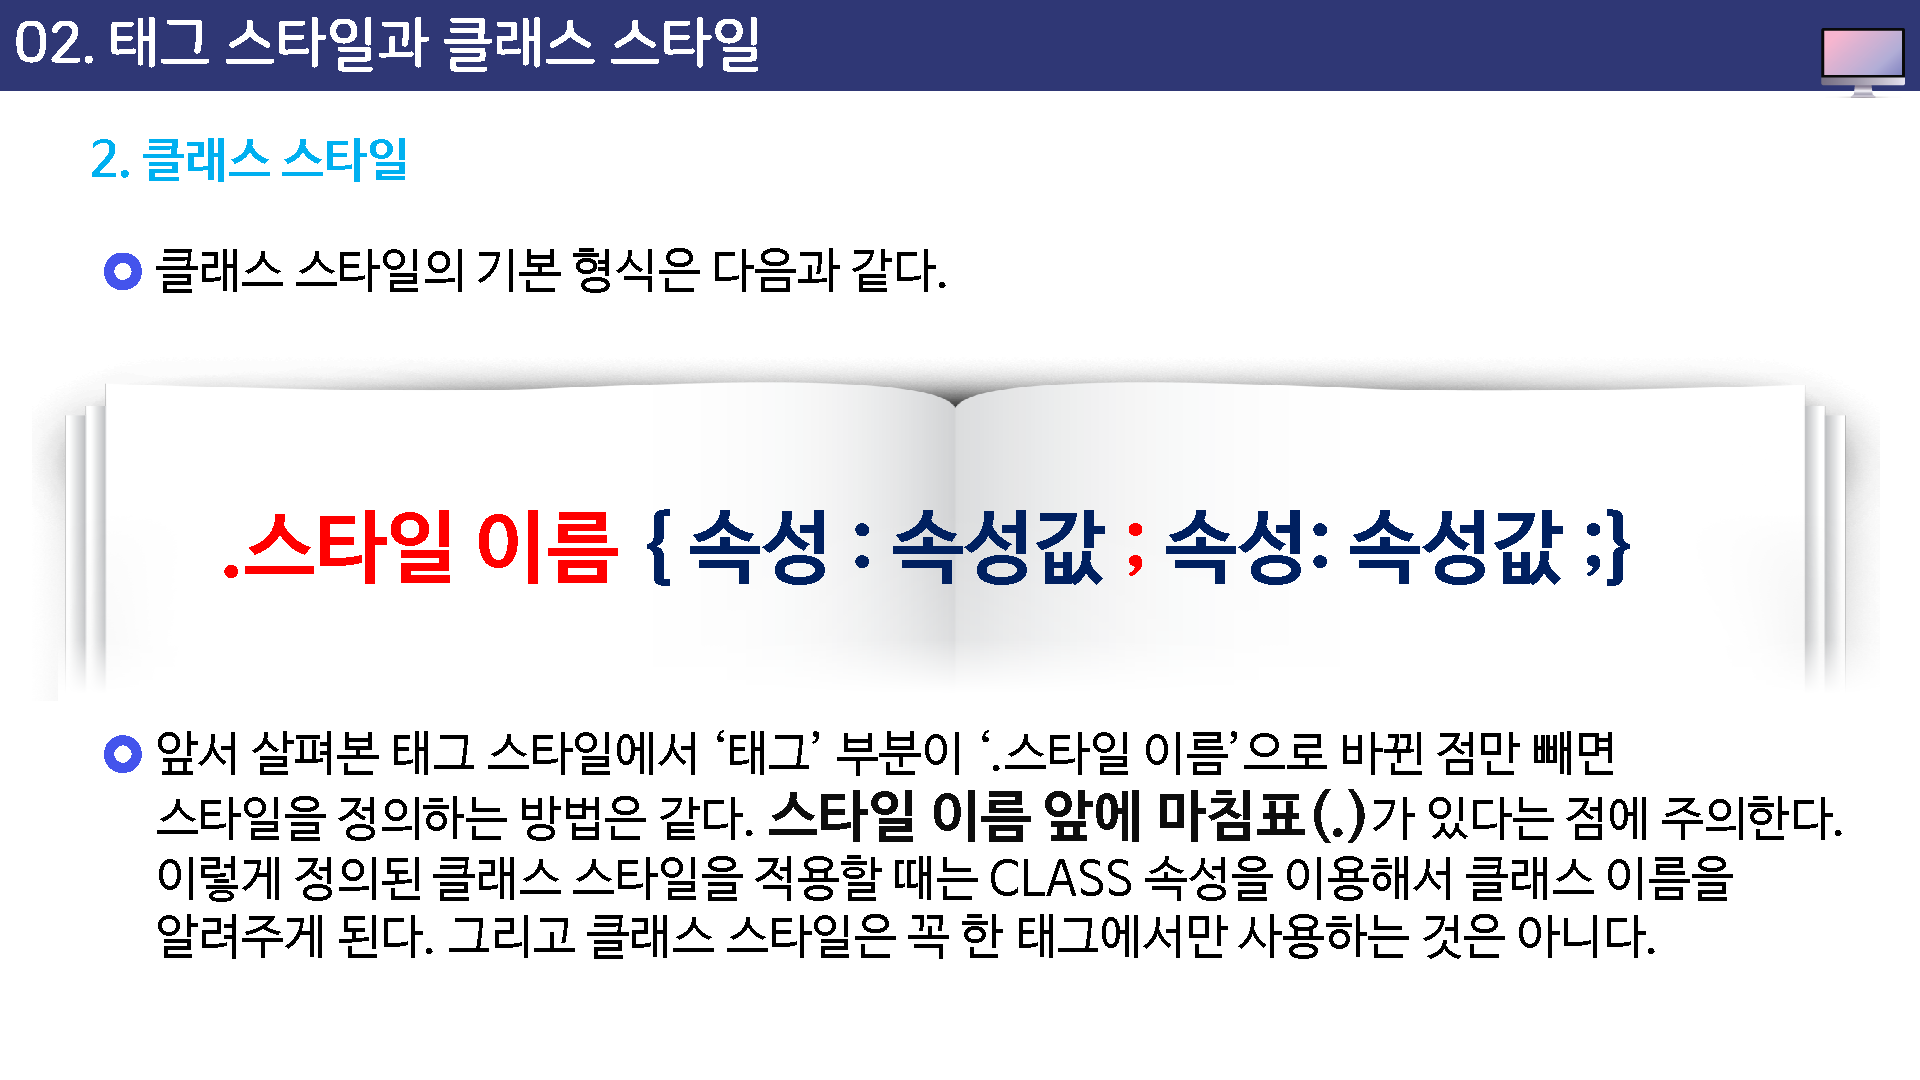 02. 태그 스타일과 클래스 스타일
2. 클래스 스타일
클래스 스타일의 기본 형식은 다음과 같다.
.스타일 이름 { 속성 : 속성값 ; 속성: 속성값 ;}
앞서 살펴본 태그 스타일에서 ‘태그’ 부분이 ‘.스타일 이름’으로 바뀐 점만 빼면
스타일을 정의하는 방법은 같다. 스타일 이름 앞에 마침표(.)가 있다는 점에 주의한다.
이렇게 정의된 클래스 스타일을 적용할 때는 CLASS 속성을 이용해서 클래스 이름을
알려주게 된다. 그리고 클래스 스타일은 꼭 한 태그에서만 사용하는 것은 아니다.